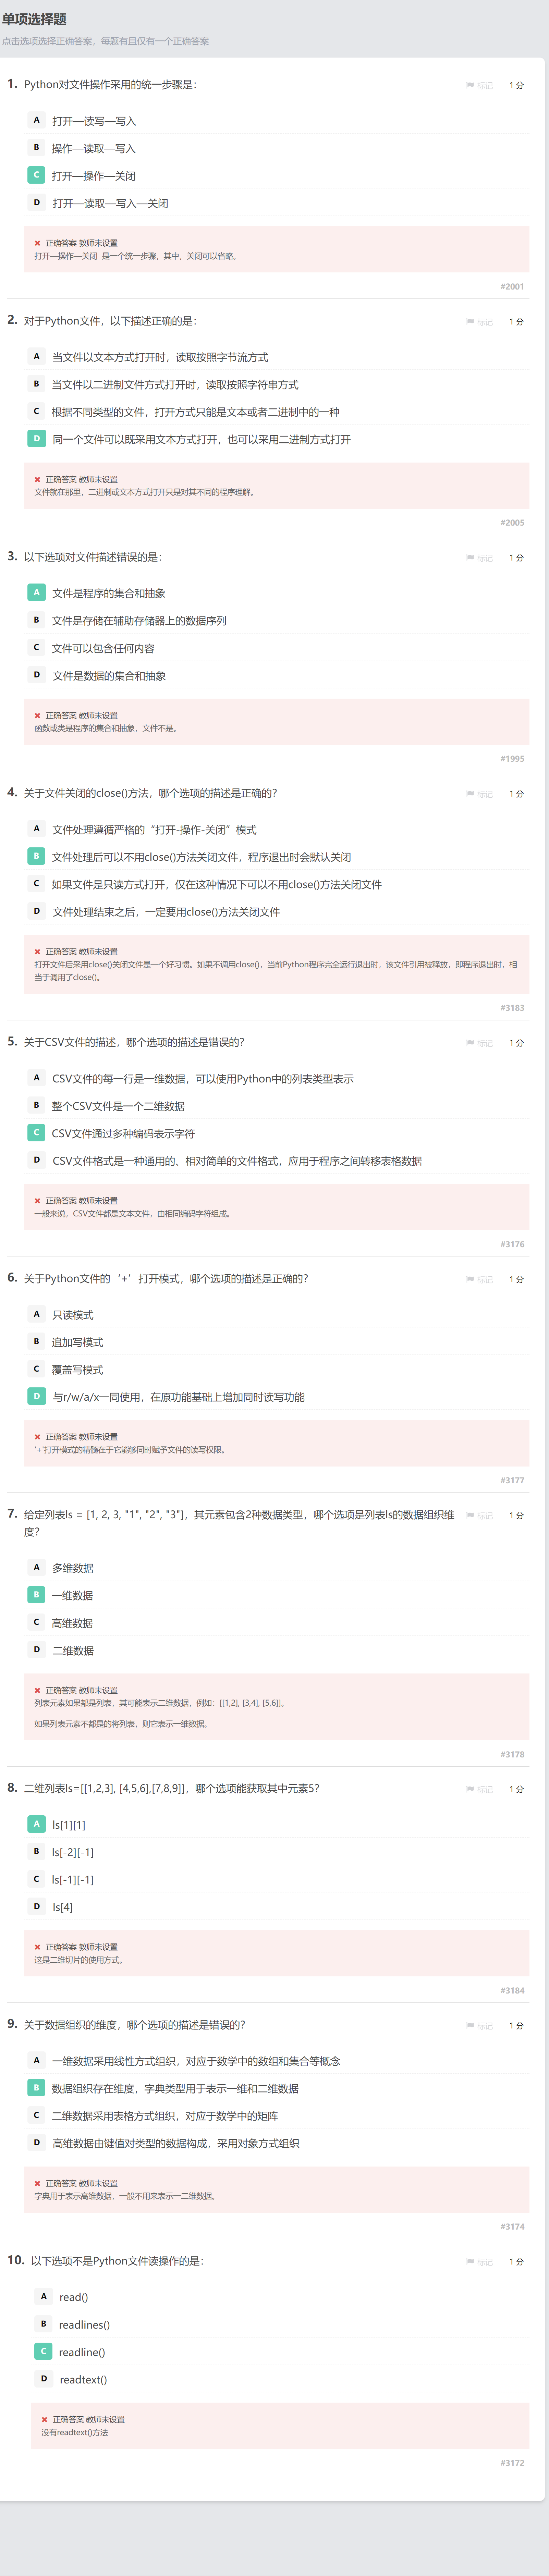 单项选择题
点击选项选择正确答案，每题有且仅有一个正确答案
1. Python对文件操作采用的统一步骤是： 标记 1 分
A 打开—读写—写入
B 操作—读取—写入
C 打开—操作—关闭
D 打开—读取—写入—关闭
✖ 正确答案 教师未设置
打开—操作—关闭 是一个统一步骤，其中，关闭可以省略。
#2001
2. 对于Python文件，以下描述正确的是： 标记 1 分
A 当文件以文本方式打开时，读取按照字节流方式
B 当文件以二进制文件方式打开时，读取按照字符串方式
C 根据不同类型的文件，打开方式只能是文本或者二进制中的一种
D 同一个文件可以既采用文本方式打开，也可以采用二进制方式打开
✖ 正确答案 教师未设置
文件就在那里，二进制或文本方式打开只是对其不同的程序理解。
#2005
3. 以下选项对文件描述错误的是： 标记 1 分
A 文件是程序的集合和抽象
B 文件是存储在辅助存储器上的数据序列
C 文件可以包含任何内容
D 文件是数据的集合和抽象
✖ 正确答案 教师未设置
函数或类是程序的集合和抽象，文件不是。
#1995
4. 关于文件关闭的close()方法，哪个选项的描述是正确的？ 标记 1 分
A 文件处理遵循严格的“打开-操作-关闭”模式
B 文件处理后可以不用close()方法关闭文件，程序退出时会默认关闭
C 如果文件是只读方式打开，仅在这种情况下可以不用close()方法关闭文件
D 文件处理结束之后，一定要用close()方法关闭文件
✖ 正确答案 教师未设置
打开文件后采用close()关闭文件是一个好习惯。如果不调用close()，当前Python程序完全运行退出时，该文件引用被释放，即程序退出时，相
当于调用了close()。
#3183
5. 关于CSV文件的描述，哪个选项的描述是错误的？ 标记 1 分
A CSV文件的每一行是一维数据，可以使用Python中的列表类型表示
B 整个CSV文件是一个二维数据
C CSV文件通过多种编码表示字符
D CSV文件格式是一种通用的、相对简单的文件格式，应用于程序之间转移表格数据
✖ 正确答案 教师未设置
一般来说，CSV文件都是文本文件，由相同编码字符组成。
#3176
6. 关于Python文件的‘+’打开模式，哪个选项的描述是正确的？ 标记 1 分
A 只读模式
B 追加写模式
C 覆盖写模式
D 与r/w/a/x一同使用，在原功能基础上增加同时读写功能
✖ 正确答案 教师未设置
'+'打开模式的精髓在于它能够同时赋予文件的读写权限。
#3177
7. 给定列表ls = [1, 2, 3, "1", "2", "3"]，其元素包含2种数据类型，哪个选项是列表ls的数据组织维 标记 1 分
度？
A 多维数据
B 一维数据
C 高维数据
D 二维数据
✖ 正确答案 教师未设置
列表元素如果都是列表，其可能表示二维数据，例如：[[1,2], [3,4], [5,6]]。
如果列表元素不都是的将列表，则它表示一维数据。
#3178
8. 二维列表ls=[[1,2,3], [4,5,6],[7,8,9]]，哪个选项能获取其中元素5？ 标记 1 分
A ls[1][1]
B ls[-2][-1]
C ls[-1][-1]
D ls[4]
✖ 正确答案 教师未设置
这是二维切片的使用方式。
#3184
9. 关于数据组织的维度，哪个选项的描述是错误的？ 标记 1 分
A 一维数据采用线性方式组织，对应于数学中的数组和集合等概念
B 数据组织存在维度，字典类型用于表示一维和二维数据
C 二维数据采用表格方式组织，对应于数学中的矩阵
D 高维数据由键值对类型的数据构成，采用对象方式组织
✖ 正确答案 教师未设置
字典用于表示高维数据，一般不用来表示一二维数据。
#3174
10. 以下选项不是Python文件读操作的是： 标记 1 分
A read()
B readlines()
C readline()
D readtext()
✖ 正确答案 教师未设置
没有readtext()方法
#3172